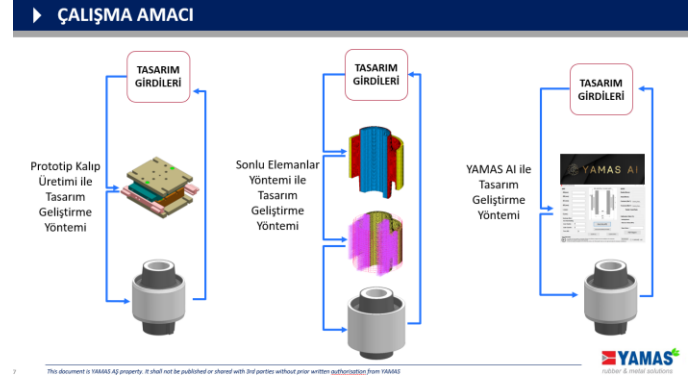 ÇALIŞMA AMACI
TASARIM
GİRDİLERİ
Prototip Kalıp
Üretimi ile
Tasarım
Geliştirme
Yöntemi
TASARIM
GİRDİLERİ
Sonlu Elemanlar
Yöntemi ile
Tasarım
Geliştirme
Yöntemi
TASARIM
GİRDİLERİ
YAMAS AI ile
Tasarım
Geliştirme
Yöntemi
YAMAS AI
7
This document is YAMAS AŞ property. It shall not be published or shared with 3rd parties without prior written authorisation from YAMAS
YAMAS
rubber & metal solutions